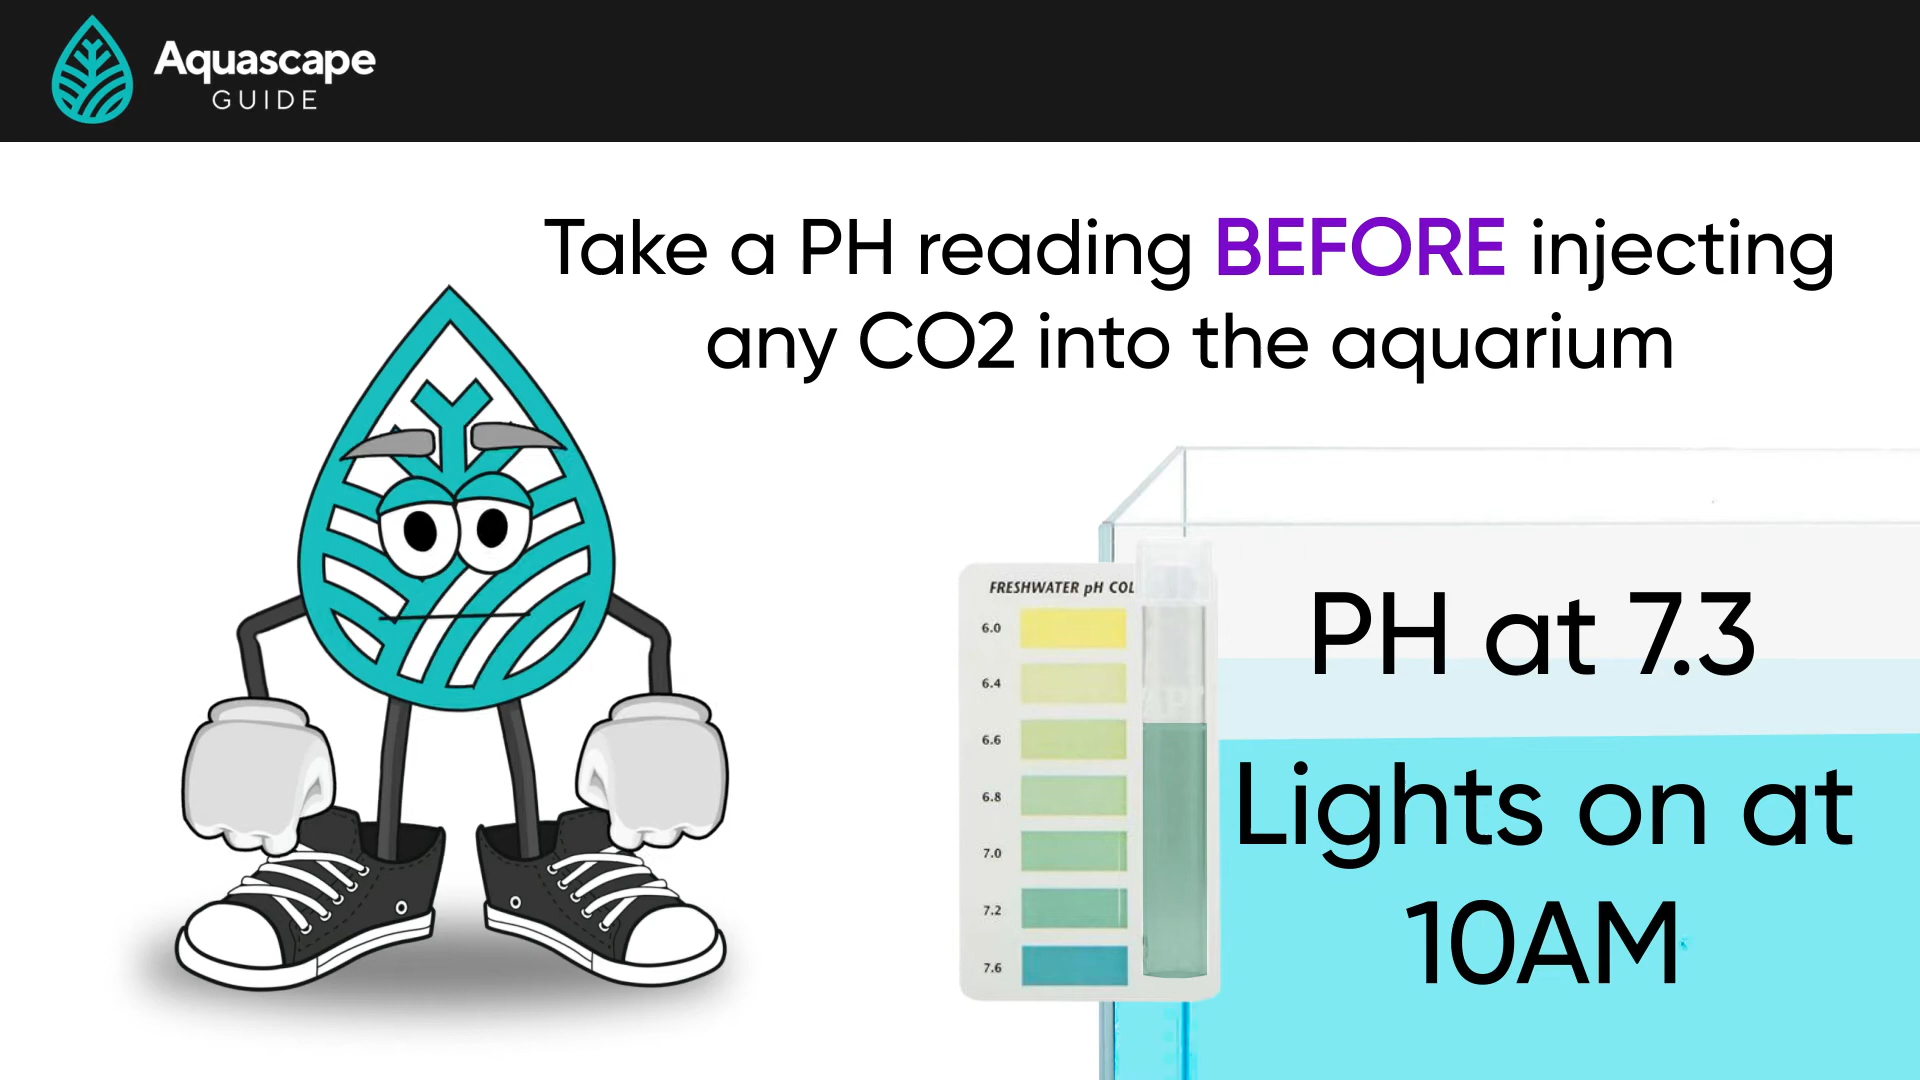 Aquascape
GUIDE
Take a PH reading BEFORE injecting
any CO2 into the aquarium
FRESHWATER pH COL
6.0
6.4
6.6
6.8
7.0
7.2
7.6
PH at 7.3
Lights on at
10AM